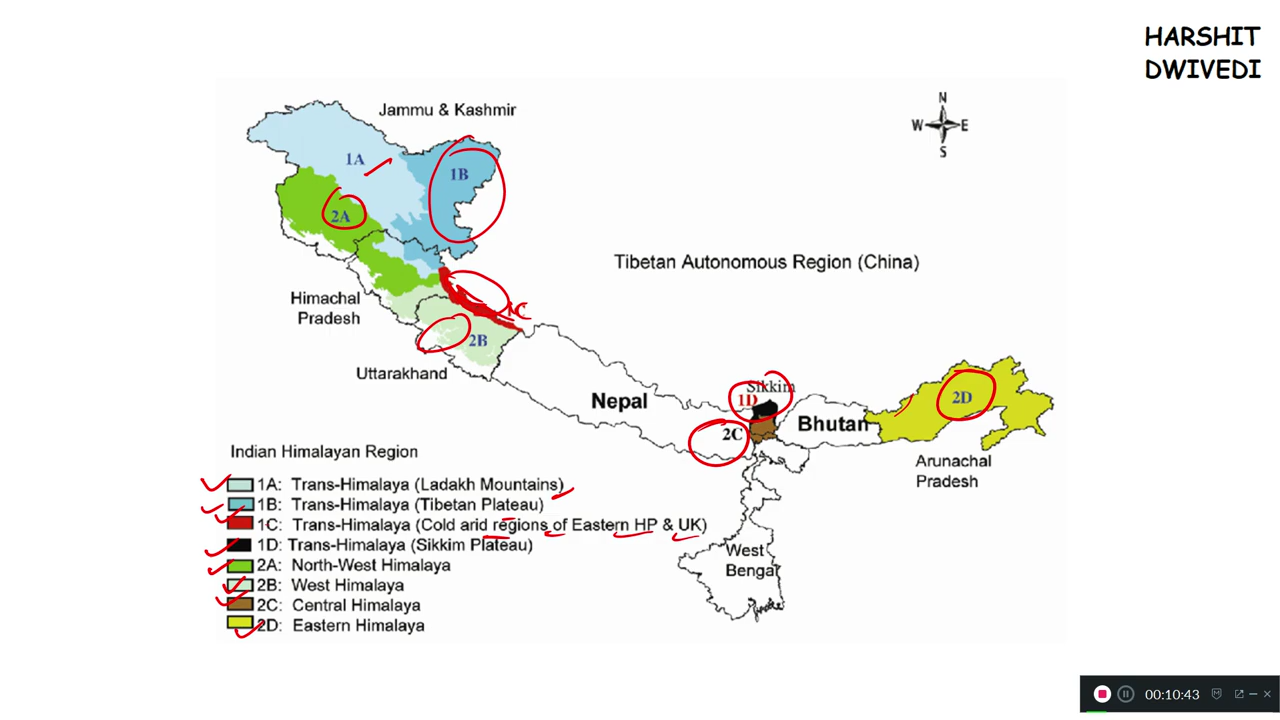 HARSHIT
DWIVEDI
Jammu & Kashmir
N
W E
S
1A
1B
2A
Tibetan Autonomous Region (China)
Himachal
Pradesh
1C
2B
Uttarakhand
Nepal
Sikkim
1D
2C
Bhutan
2D
Arunachal
Pradesh
West
Bengal
Indian Himalayan Region
1A: Trans-Himalaya (Ladakh Mountains)
1B: Trans-Himalaya (Tibetan Plateau)
1C: Trans-Himalaya (Cold arid regions of Eastern HP & UK)
1D: Trans-Himalaya (Sikkim Plateau)
2A: North-West Himalaya
2B: West Himalaya
2C: Central Himalaya
2D: Eastern Himalaya
00:10:43